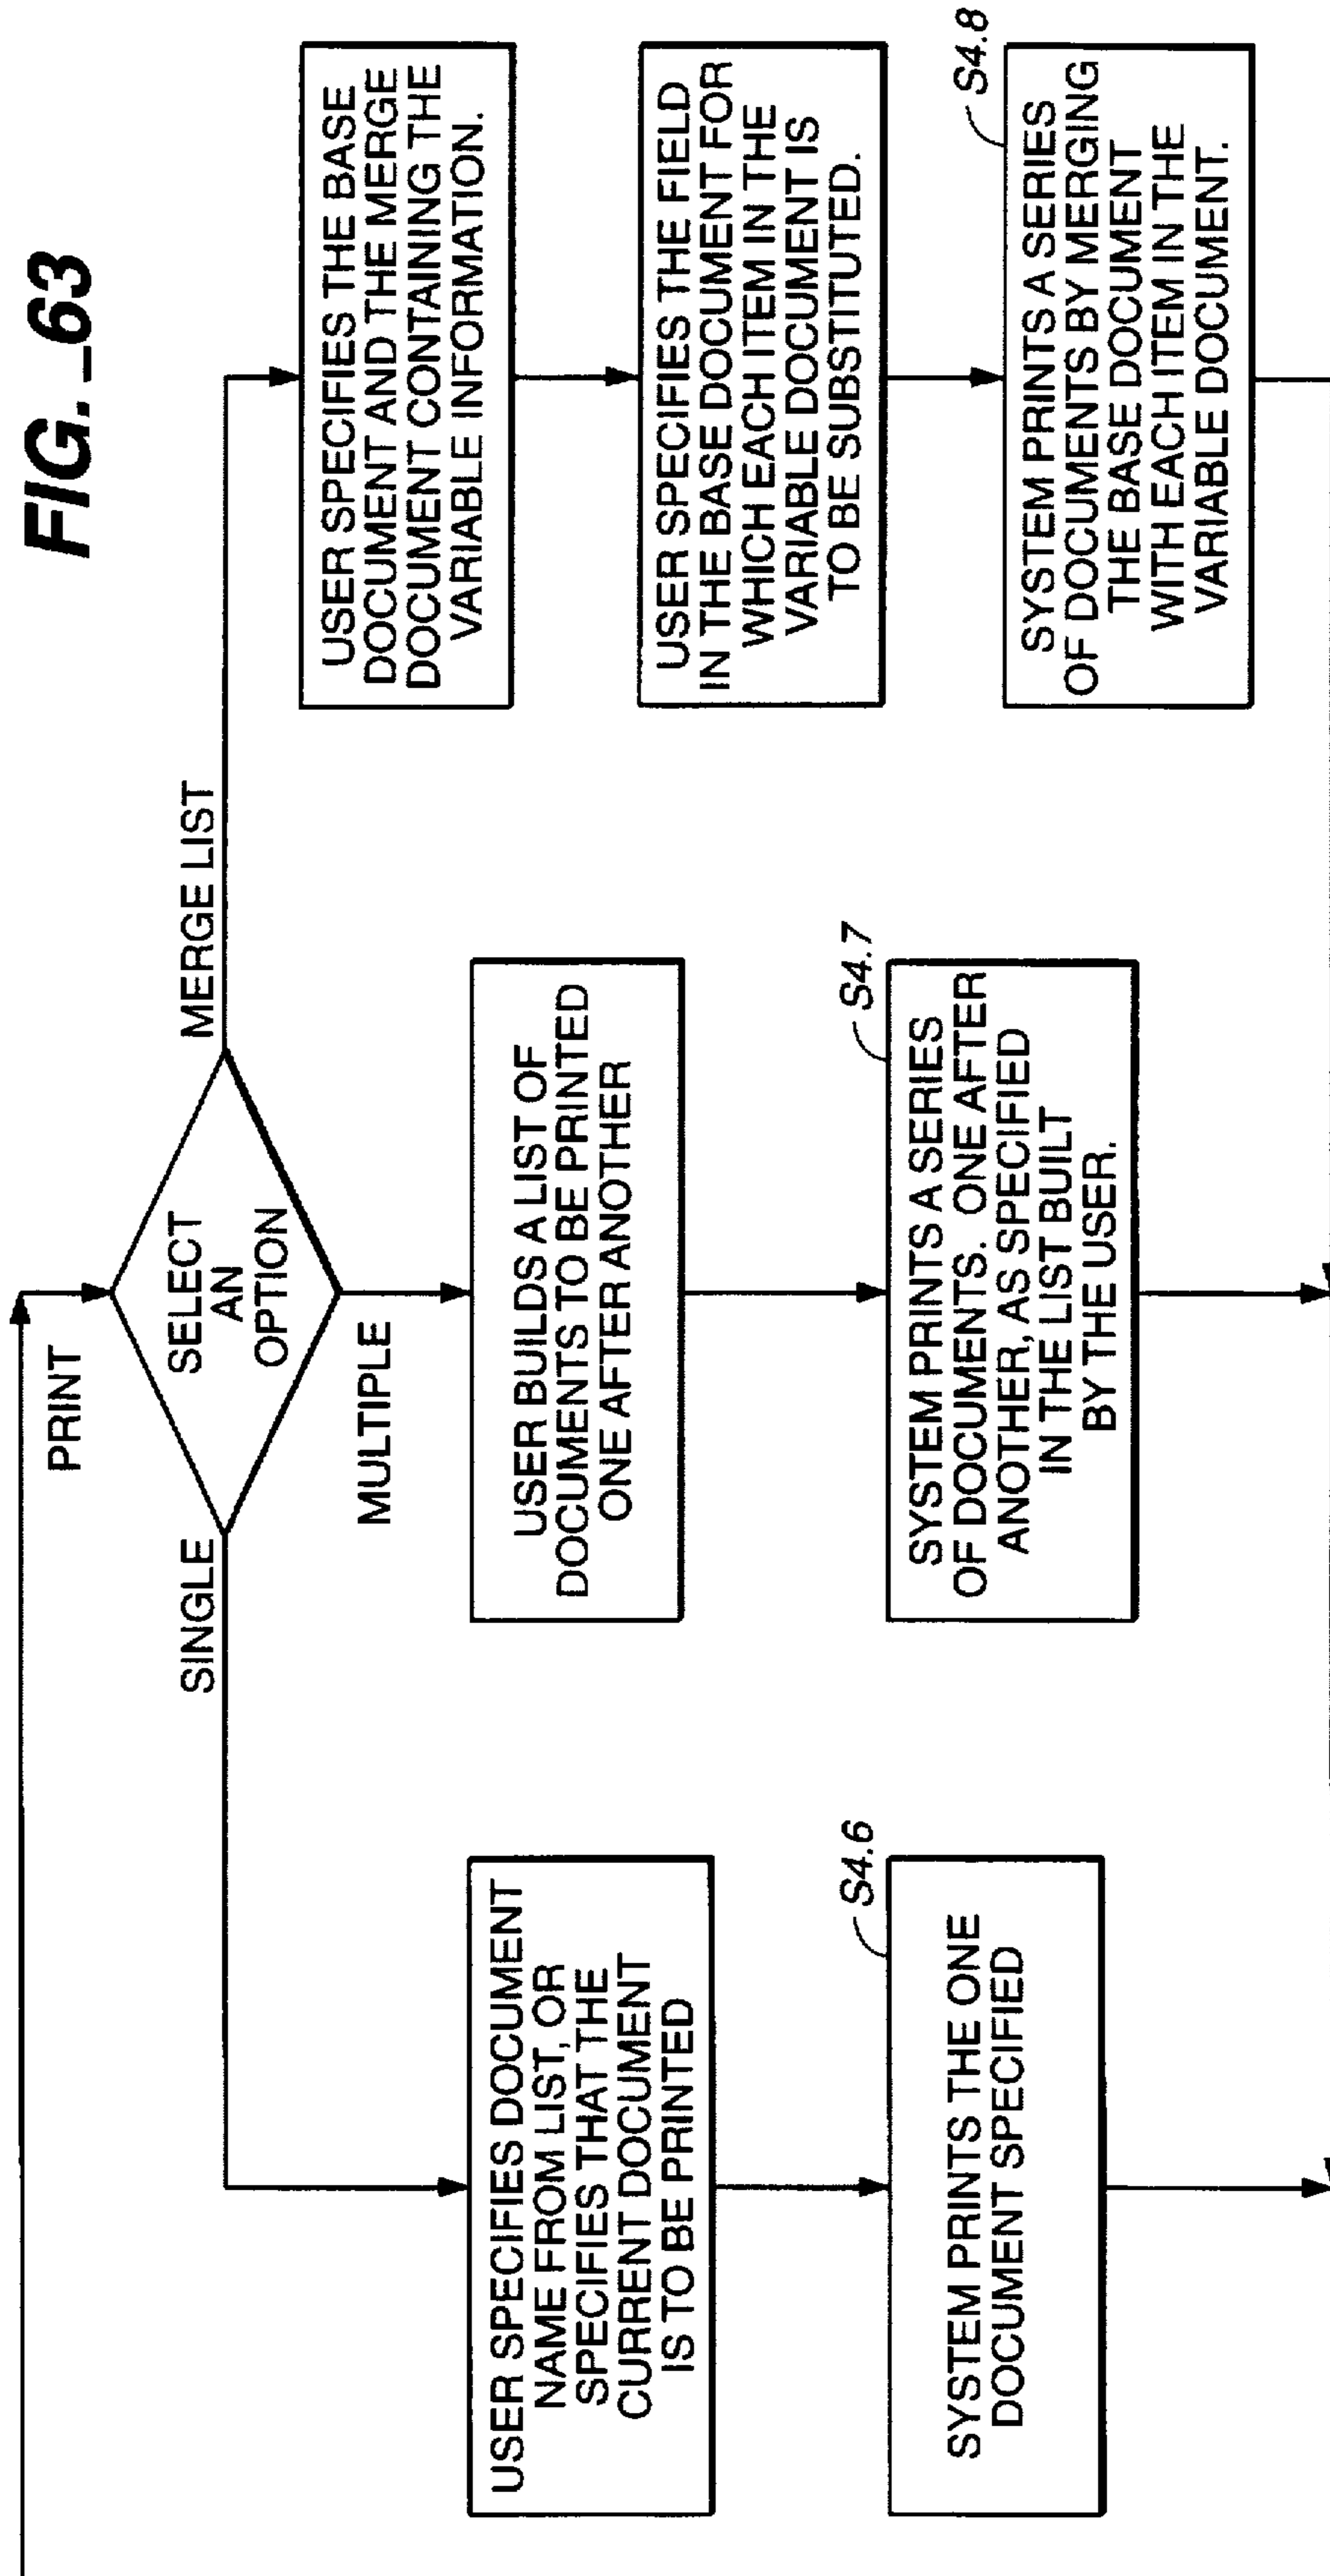 FIG._63
PRINT
SELECT
AN
OPTION
SINGLE
MULTIPLE
MERGE LIST
USER SPECIFIES DOCUMENT
NAME FROM LIST, OR
SPECIFIES THAT THE
CURRENT DOCUMENT
IS TO BE PRINTED
S4.6
SYSTEM PRINTS THE ONE
DOCUMENT SPECIFIED
USER BUILDS A LIST OF
DOCUMENTS TO BE PRINTED
ONE AFTER ANOTHER
S4.7
SYSTEM PRINTS A SERIES
OF DOCUMENTS. ONE AFTER
ANOTHER, AS SPECIFIED
IN THE LIST BUILT
BY THE USER.
USER SPECIFIES THE BASE
DOCUMENT AND THE MERGE
DOCUMENT CONTAINING THE
VARIABLE INFORMATION.
USER SPECIFIES THE FIELD
IN THE BASE DOCUMENT FOR
WHICH EACH ITEM IN THE
VARIABLE DOCUMENT IS
TO BE SUBSTITUTED.
S4.8
SYSTEM PRINTS A SERIES
OF DOCUMENTS BY MERGING
THE BASE DOCUMENT
WITH EACH ITEM IN THE
VARIABLE DOCUMENT.